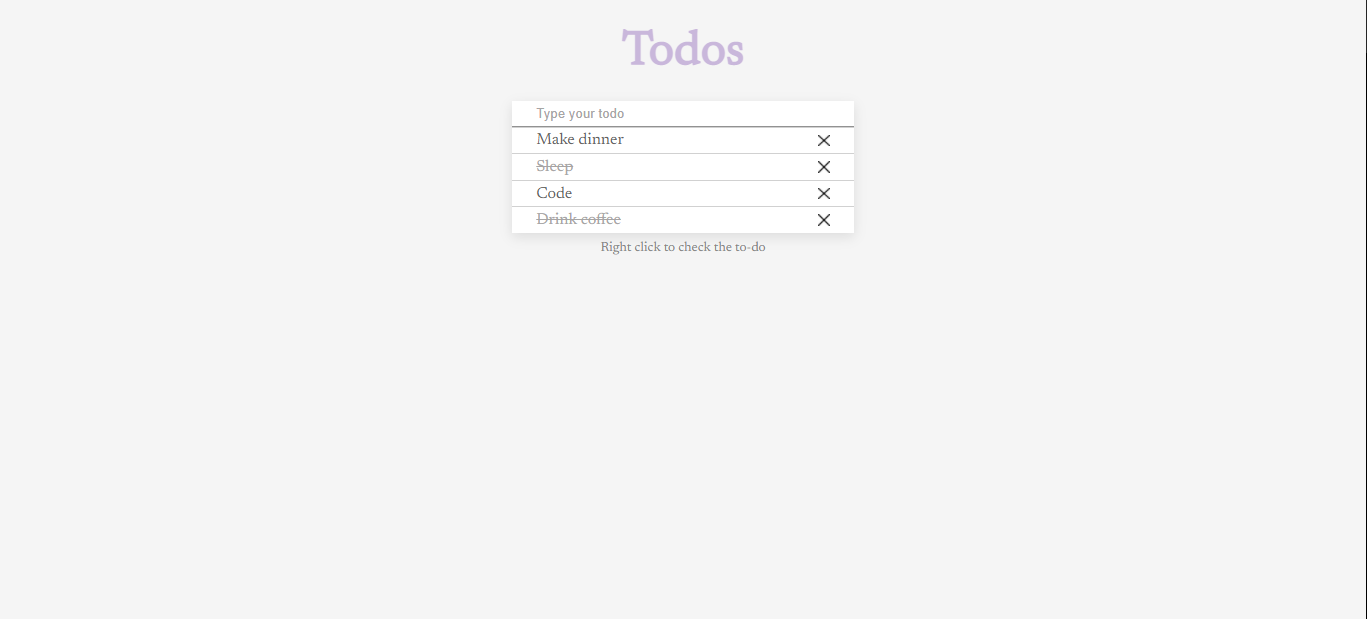 Todos
Type your todo
Make dinner
Sleep
Code
Drink coffee
Right click to check the to-do